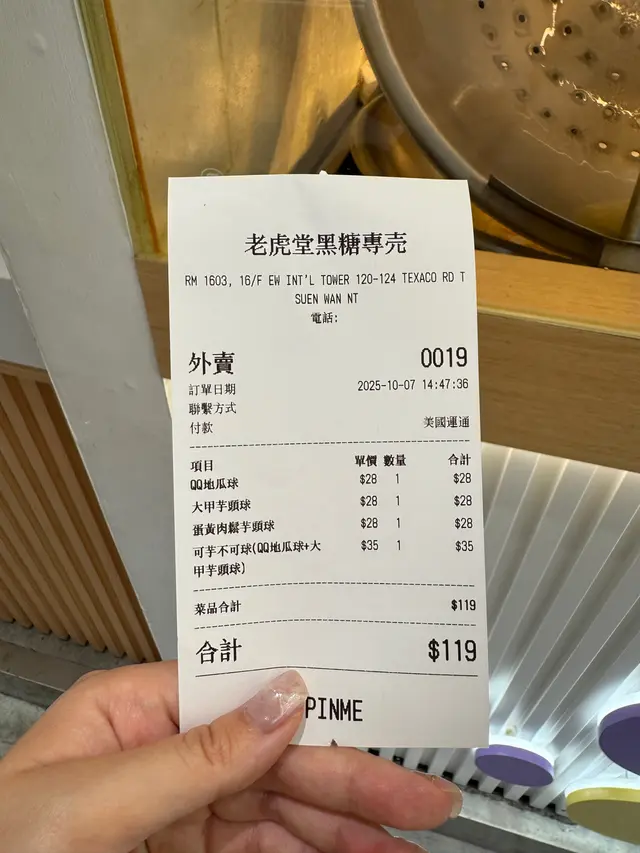 老虎堂黑糖專売
RM 1603, 16/F EW INT'L TOWER 120-124 TEXACO RD T
SUEN WAN NT
電話:
外賣 0019
訂單日期 2025-10-07 14:47:36
聯繫方式
付款 美國運通
項目 單價 數量 合計
QQ地瓜球 $28 1 $28
大甲芋頭球 $28 1 $28
蛋黃肉鬆芋頭球 $28 1 $28
可芋不可球(QQ地瓜球+大 $35 1 $35
甲芋頭球)
菜品合計 $119
合計 $119
PINME